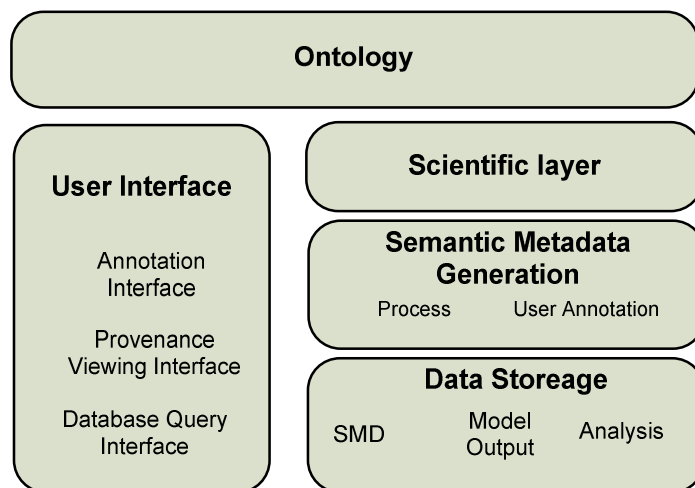 Ontology
User Interface
Annotation
Interface
Provenance
Viewing Interface
Database Query
Interface
Scientific layer
Semantic Metadata
Generation
Process
User Annotation
Data Storeage
SMD
Model
Output
Analysis